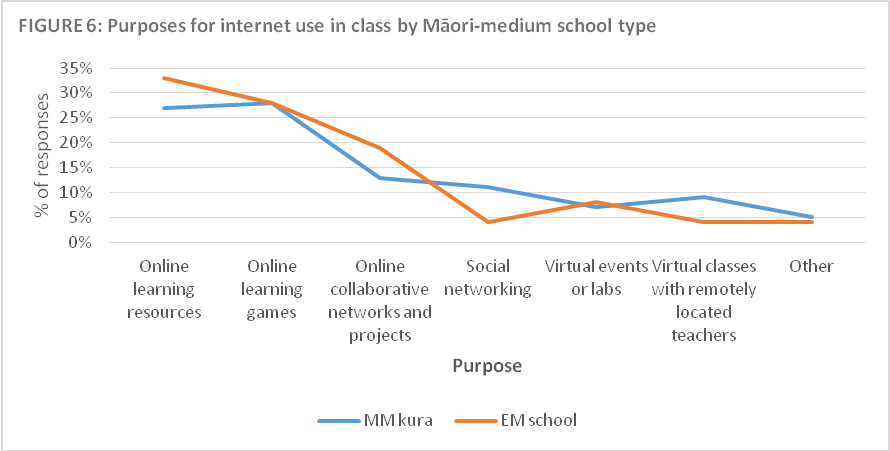 FIGURE 6: Purposes for internet use in class by Māori-medium school type
35%
30%
25%
20%
15%
10%
5%
0%
% of responses
Online learning resources
Online learning games
Online collaborative networks and projects
Social networking
Virtual events or labs
Virtual classes with remotely located teachers
Other
Purpose
MM kura
EM school